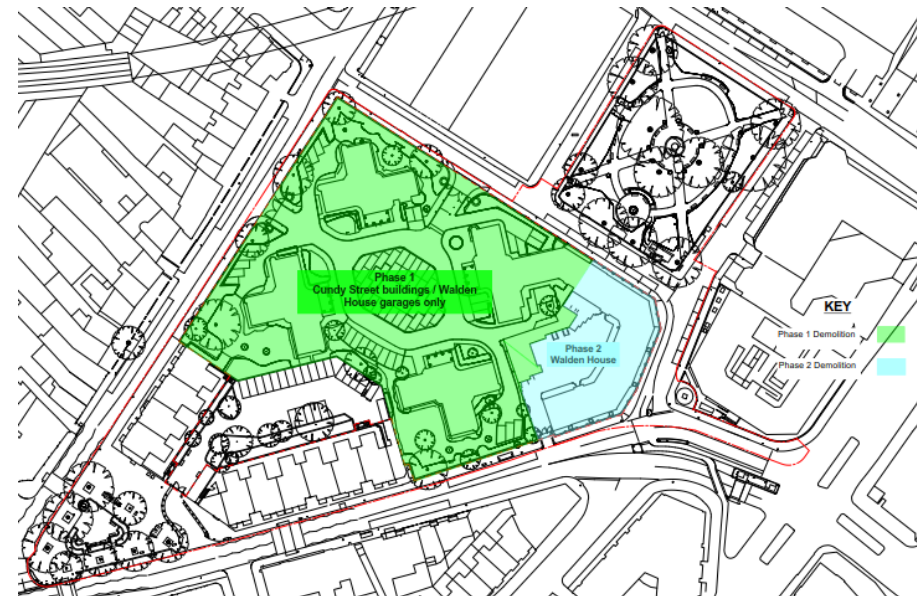 Phase 1
Cundy Street buildings / Walden
House garages only
Phase 2
Walden House
KEY
Phase 1 Demolition
Phase 2 Demolition